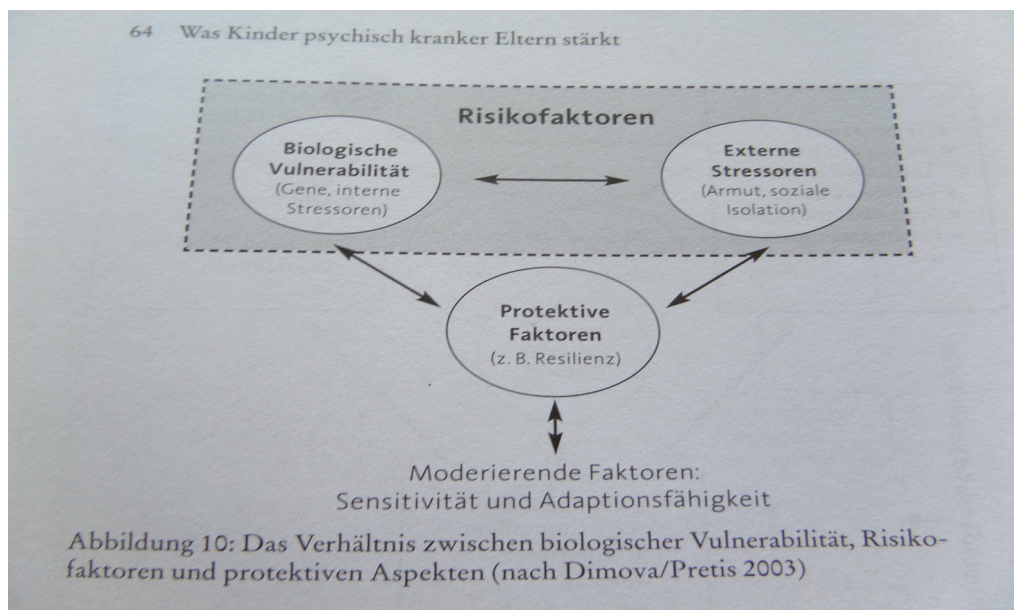 64 Was Kinder psychisch kranker Eltern stärkt
Risikofaktoren
Biologische
Vulnerabilität
(Gene, interne
Stressoren)
Externe
Stressoren
(Armut, soziale
Isolation)
Protektive
Faktoren
(z. B. Resilienz)
Moderierende Faktoren:
Sensitivität und Adaptionsfähigkeit
Abbildung 10: Das Verhältnis zwischen biologischer Vulnerabilität, Risiko-
faktoren und protektiven Aspekten (nach Dimova/Pretis 2003)